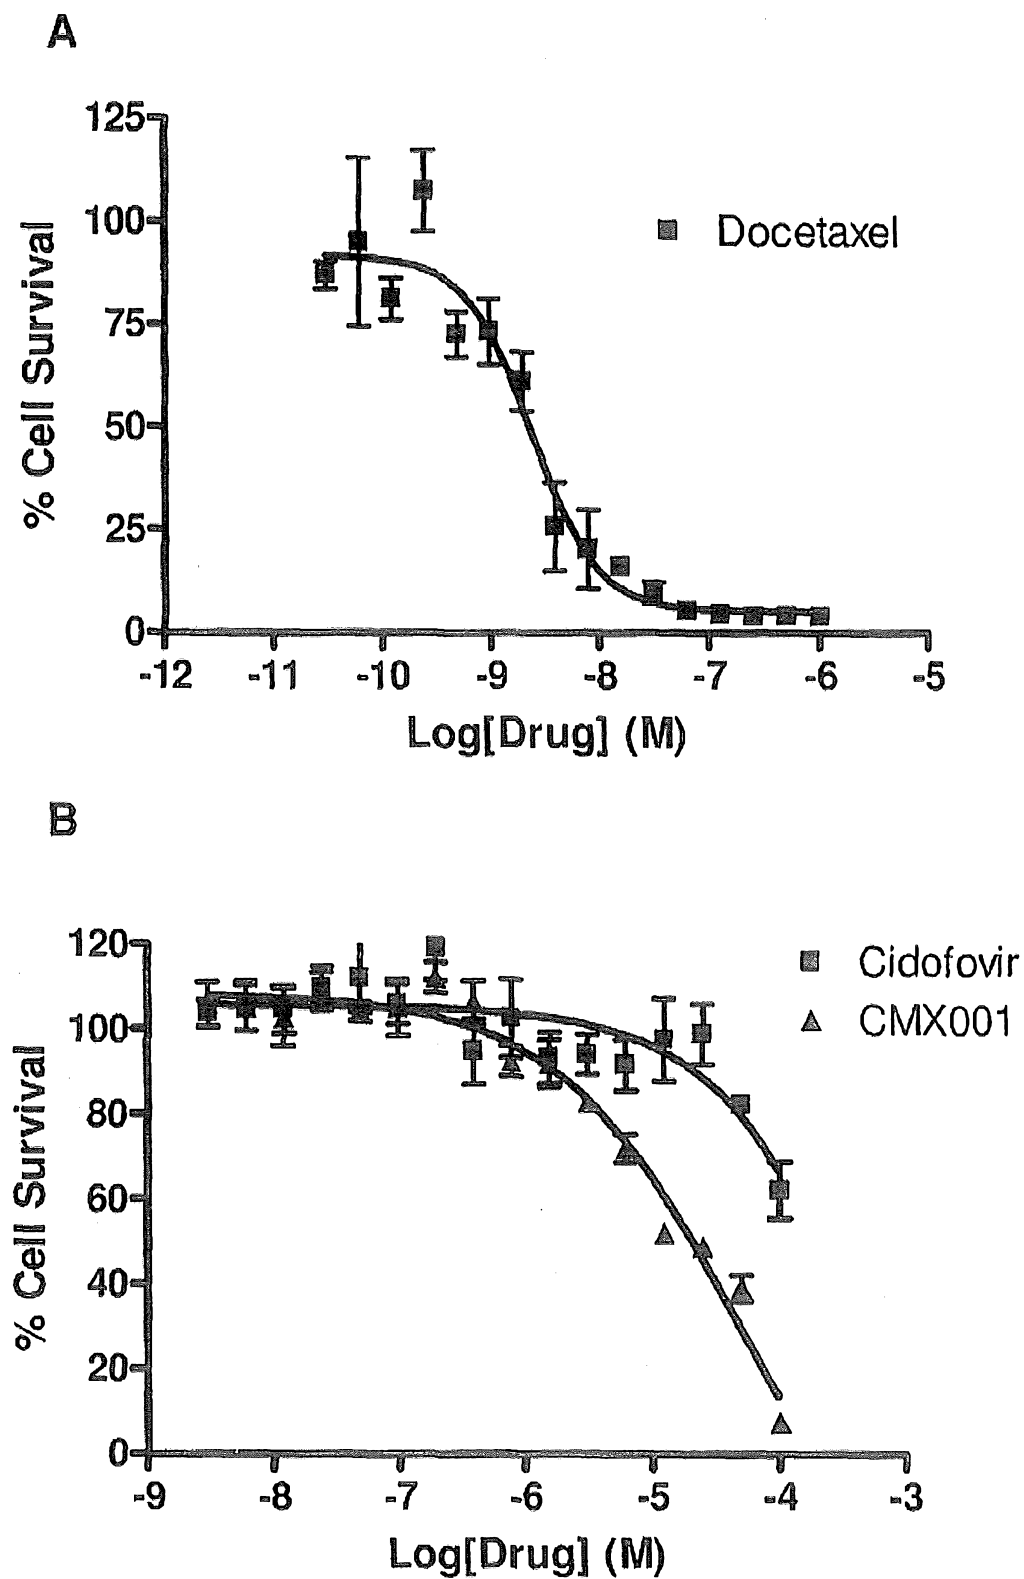 A
125
100
75
50
25
0
% Cell Survival
Docetaxel
-12 -11 -10 -9 -8 -7 -6 -5
Log[Drug] (M)
B
120
100
80
60
40
20
0
% Cell Survival
Cidofovir
CMX001
-9 -8 -7 -6 -5 -4 -3
Log[Drug] (M)